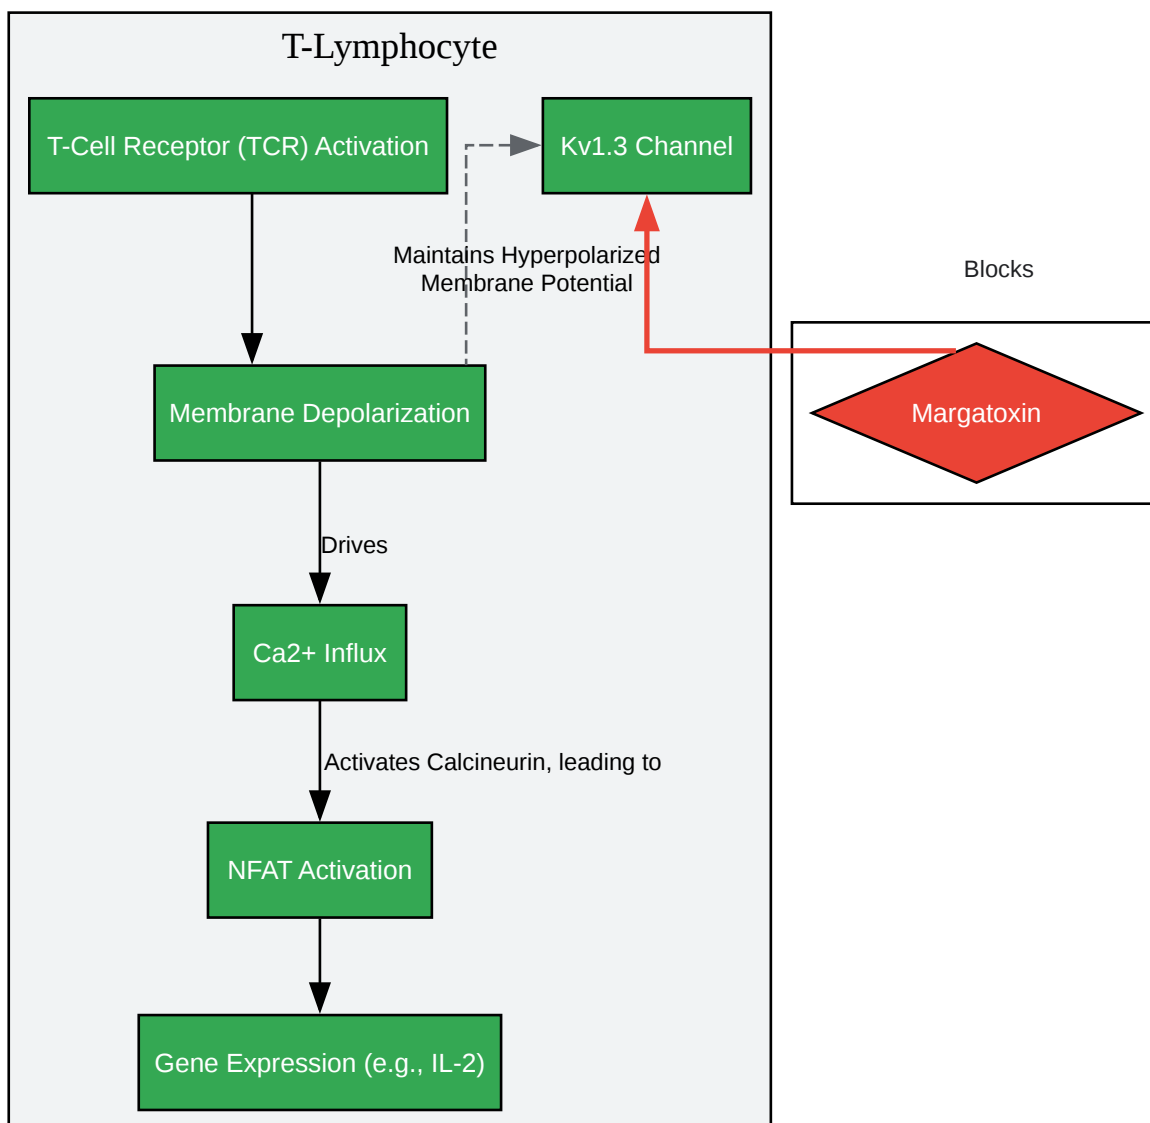 T-Lymphocyte
T-Cell Receptor (TCR) Activation
Kv1.3 Channel
Maintains Hyperpolarized
Membrane Potential
Blocks
Membrane Depolarization
Margatoxin
Drives
Ca2+ Influx
Activates Calcineurin, leading to
NFAT Activation
Gene Expression (e.g., IL-2)